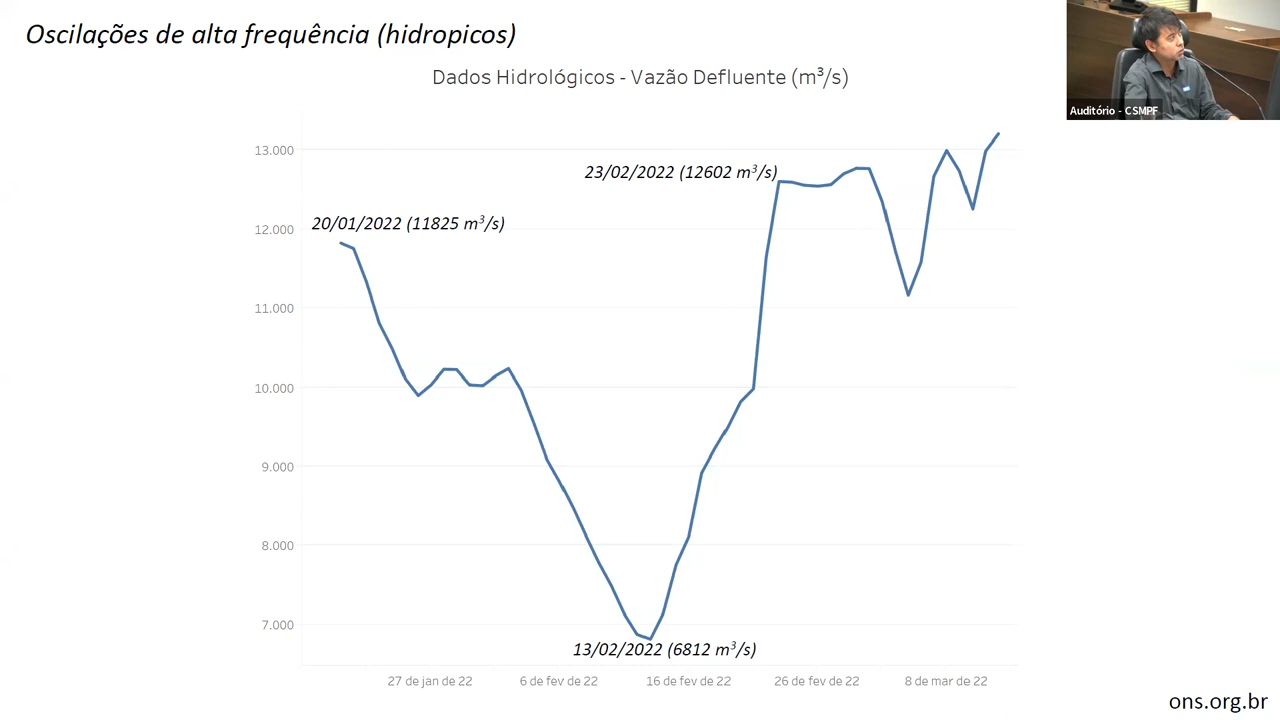 Oscilações de alta frequência (hidropicos)
Dados Hidrológicos - Vazão Defluente (m³/s)
Auditório - CSMPF
13.000
12.000
11.000
10.000
9.000
8.000
7.000
23/02/2022 (12602 m³/s)
20/01/2022 (11825 m³/s)
13/02/2022 (6812 m³/s)
27 de jan de 22
6 de fev de 22
16 de fev de 22
26 de fev de 22
8 de mar de 22
ons.org.br